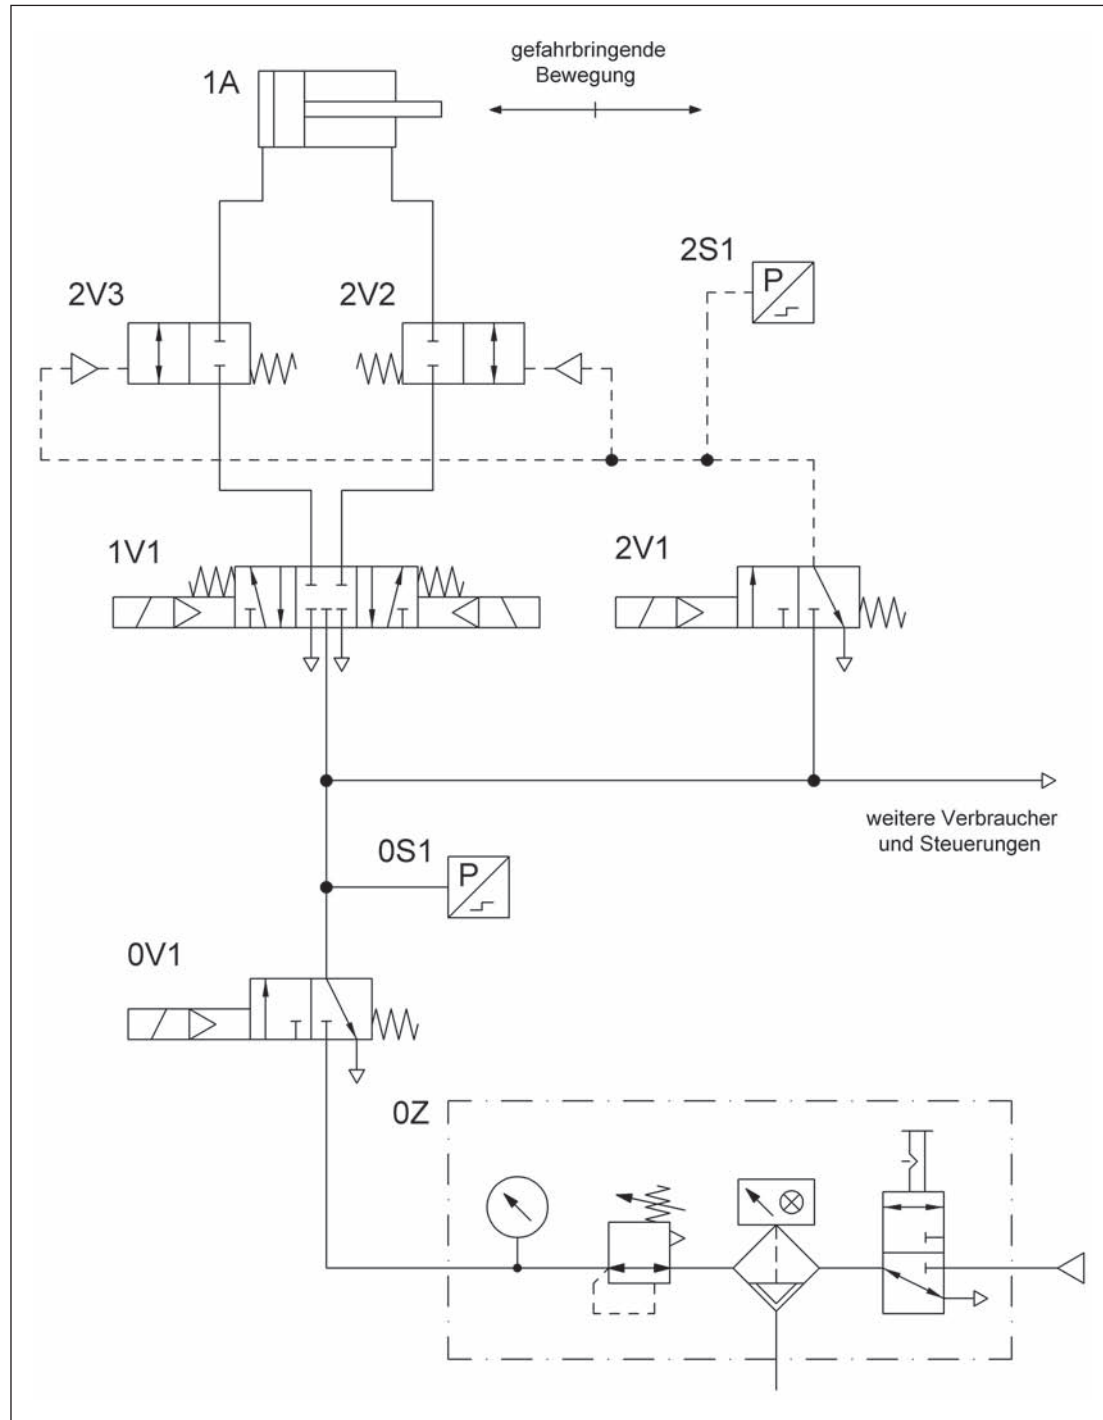 gefahrbringende
Bewegung
1A
2S1
P
2V3
2V2
1V1
2V1
weitere Verbraucher
und Steuerungen
0S1
P
0V1
0Z